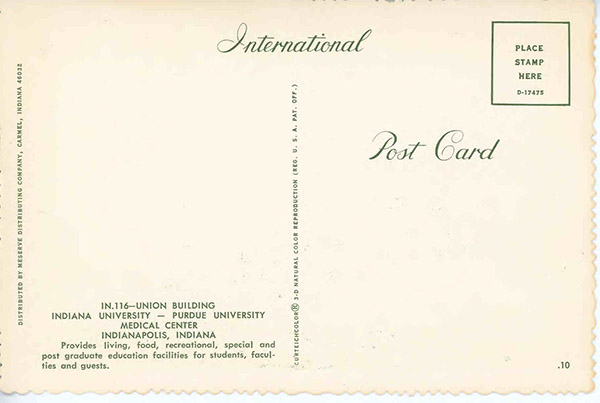 International
PLACE
STAMP
HERE
D-17475
Post Card
DISTRIBUTED BY MESERVE DISTRIBUTING COMPANY, CARMEL, INDIANA 46032
CURTEICHCOLOR® 3-D NATURAL COLOR REPRODUCTION (REG. U. S. A. PAT. OFF.)
IN.116—UNION BUILDING
INDIANA UNIVERSITY — PURDUE UNIVERSITY
MEDICAL CENTER
INDIANAPOLIS, INDIANA
Provides living, food, recreational, special and
post graduate education facilities for students, facul-
ties and guests.
.10